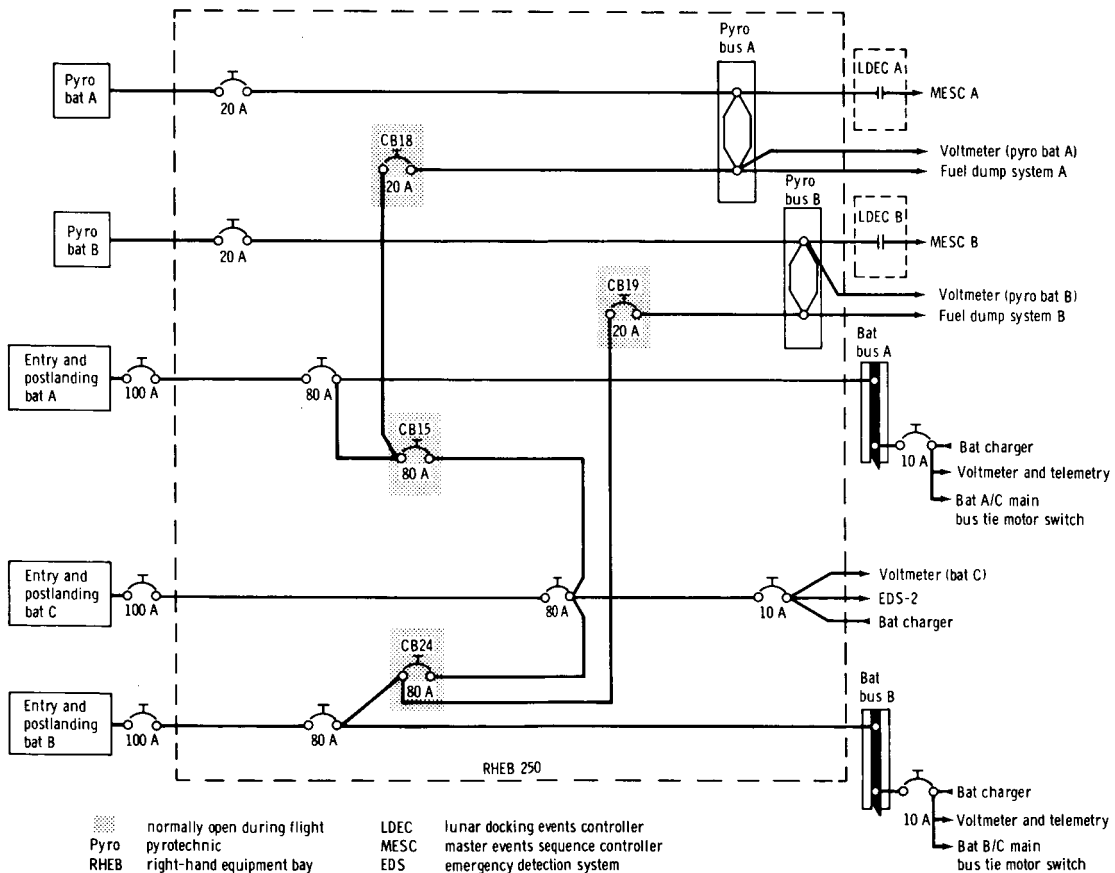 Pyro
bus A
Pyro
bat A
20 A
LDEC A
MESC A
CB18
20 A
Voltmeter (pyro bat A)
Fuel dump system A
Pyro
bus B
Pyro
bat B
20 A
LDEC B
MESC B
CB19
20 A
Voltmeter (pyro bat B)
Fuel dump system B
Entry and
postlanding
bat A
100 A
80 A
Bat
bus A
CB15
80 A
10 A
Bat charger
Voltmeter and telemetry
Bat A/C main
bus tie motor switch
Entry and
postlanding
bat C
100 A
80 A
10 A
Voltmeter (bat C)
EDS-2
Bat charger
CB24
80 A
Entry and
postlanding
bat B
100 A
80 A
Bat
bus B
RHEB 250
10 A
Bat charger
Voltmeter and telemetry
Bat B/C main
bus tie motor switch
normally open during flight
Pyro pyrotechnic
RHEB right-hand equipment bay
LDEC lunar docking events controller
MESC master events sequence controller
EDS emergency detection system